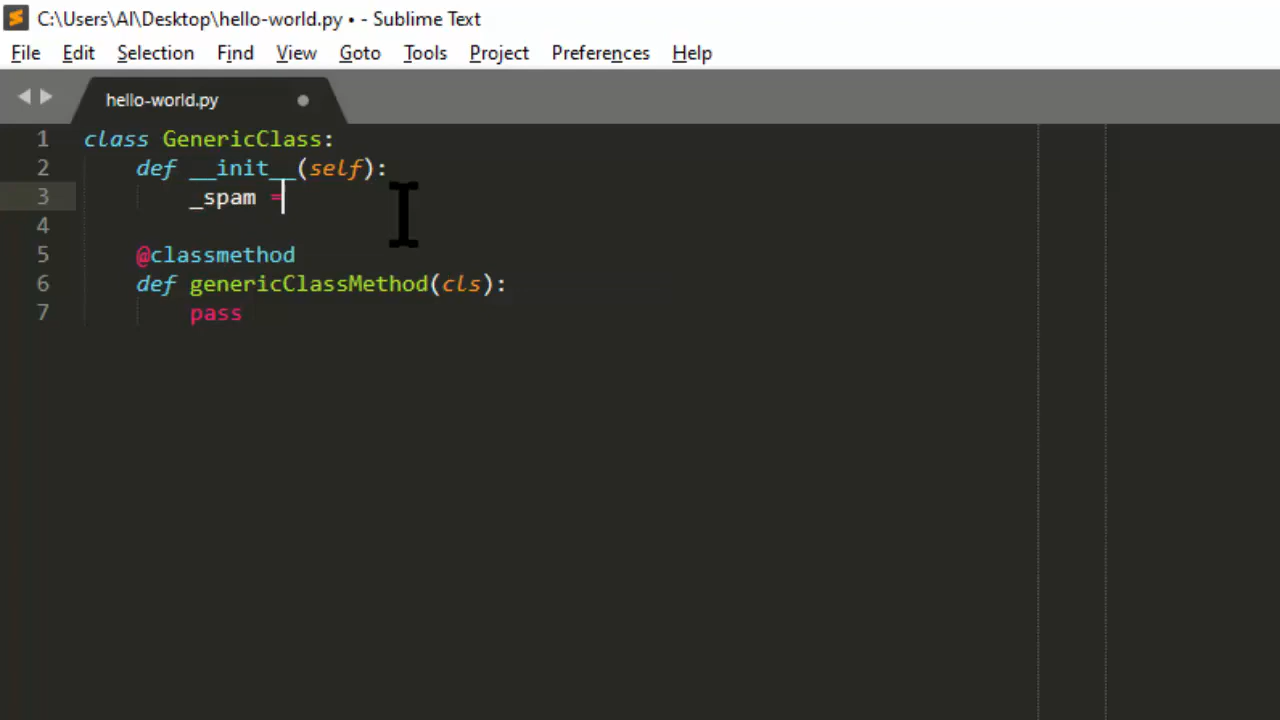 C:\Users\Al\Desktop\hello-world.py • - Sublime Text
File Edit Selection Find View Goto Tools Project Preferences Help
hello-world.py
1 class GenericClass:
2     def __init__(self):
3         _spam =
4
5     @classmethod
6     def genericClassMethod(cls):
7         pass